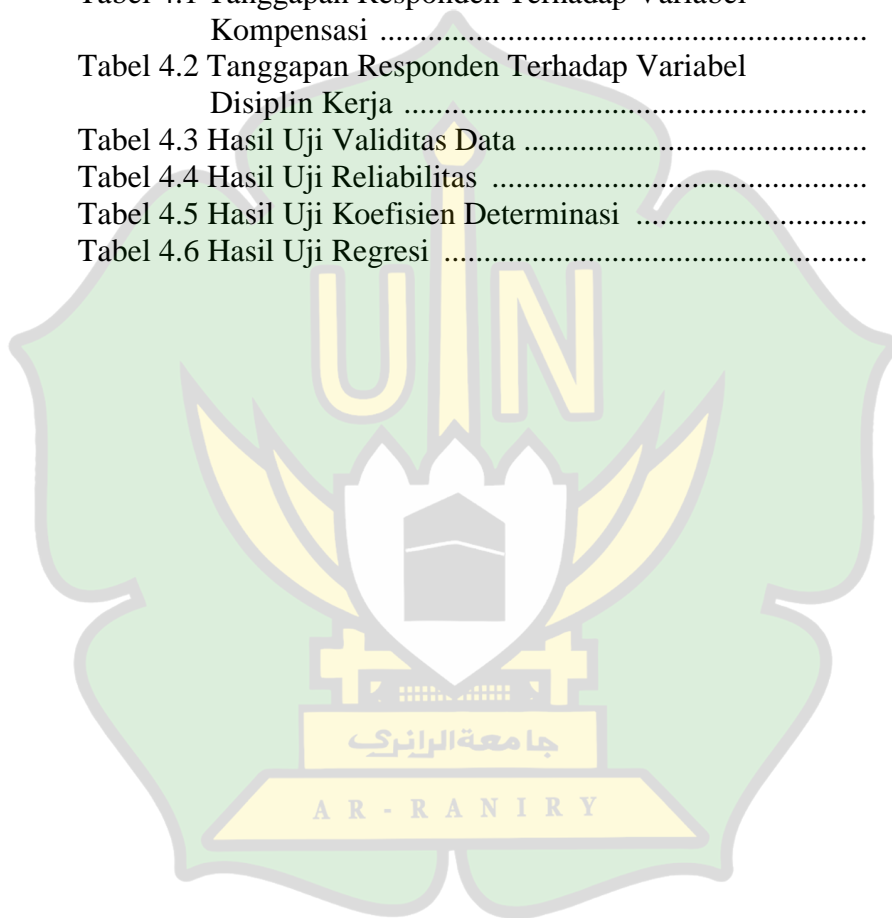 Tabel 4.1 Tanggapan Responden Terhadap Variabel
Kompensasi .............................................................
Tabel 4.2 Tanggapan Responden Terhadap Variabel
Disiplin Kerja ..........................................................
Tabel 4.3 Hasil Uji Validitas Data ...........................................
Tabel 4.4 Hasil Uji Reliabilitas ...............................................
Tabel 4.5 Hasil Uji Koefisien Determinasi .............................
Tabel 4.6 Hasil Uji Regresi .....................................................
UIN
جامعة الرانري
AR-RANIRY